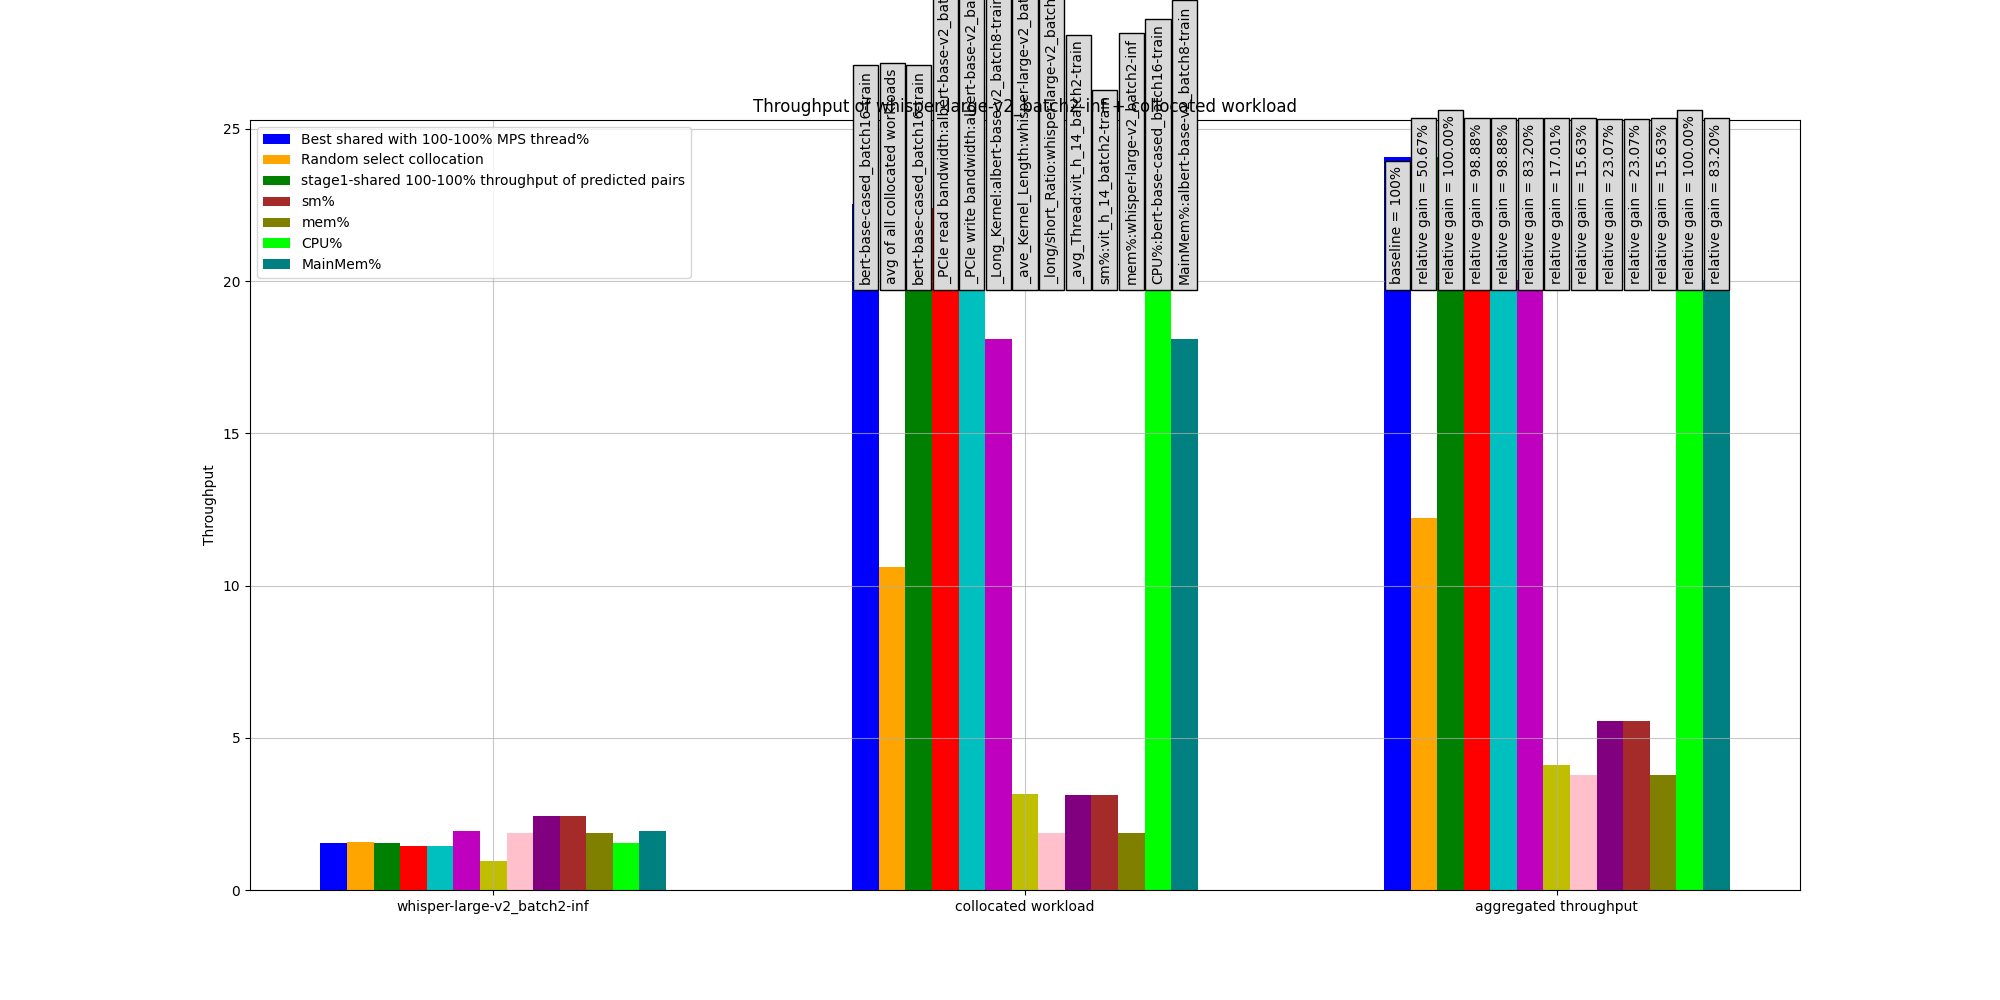 Throughput of whisper-large-v2_batch2-inf + collocated workload
Throughput
25
20
15
10
5
0
Best shared with 100-100% MPS thread%
Random select collocation
stage1-shared 100-100% throughput of predicted pairs
sm%
mem%
CPU%
MainMem%
bert-base-cased_batch16-train
avg of all collocated workloads
bert-base-cased_batch16-train
_PCIe read bandwidth:albert-base-v2_bat
_PCIe write bandwidth:albert-base-v2_ba
_Long_Kernel:albert-base-v2_batch8-train
_ave_Kernel_Length:whisper-large-v2_bat
_long/short_Ratio:whisper-large-v2_batch
_avg_Thread:vit_h_14_batch2-train
sm%:vit_h_14_batch2-train
mem%:whisper-large-v2_batch2-inf
CPU%:bert-base-cased_batch16-train
MainMem%:albert-base-v2_batch8-train
baseline = 100%
relative gain = 50.67%
relative gain = 100.00%
relative gain = 98.88%
relative gain = 98.88%
relative gain = 83.20%
relative gain = 17.01%
relative gain = 15.63%
relative gain = 23.07%
relative gain = 23.07%
relative gain = 15.63%
relative gain = 100.00%
relative gain = 83.20%
whisper-large-v2_batch2-inf
collocated workload
aggregated throughput